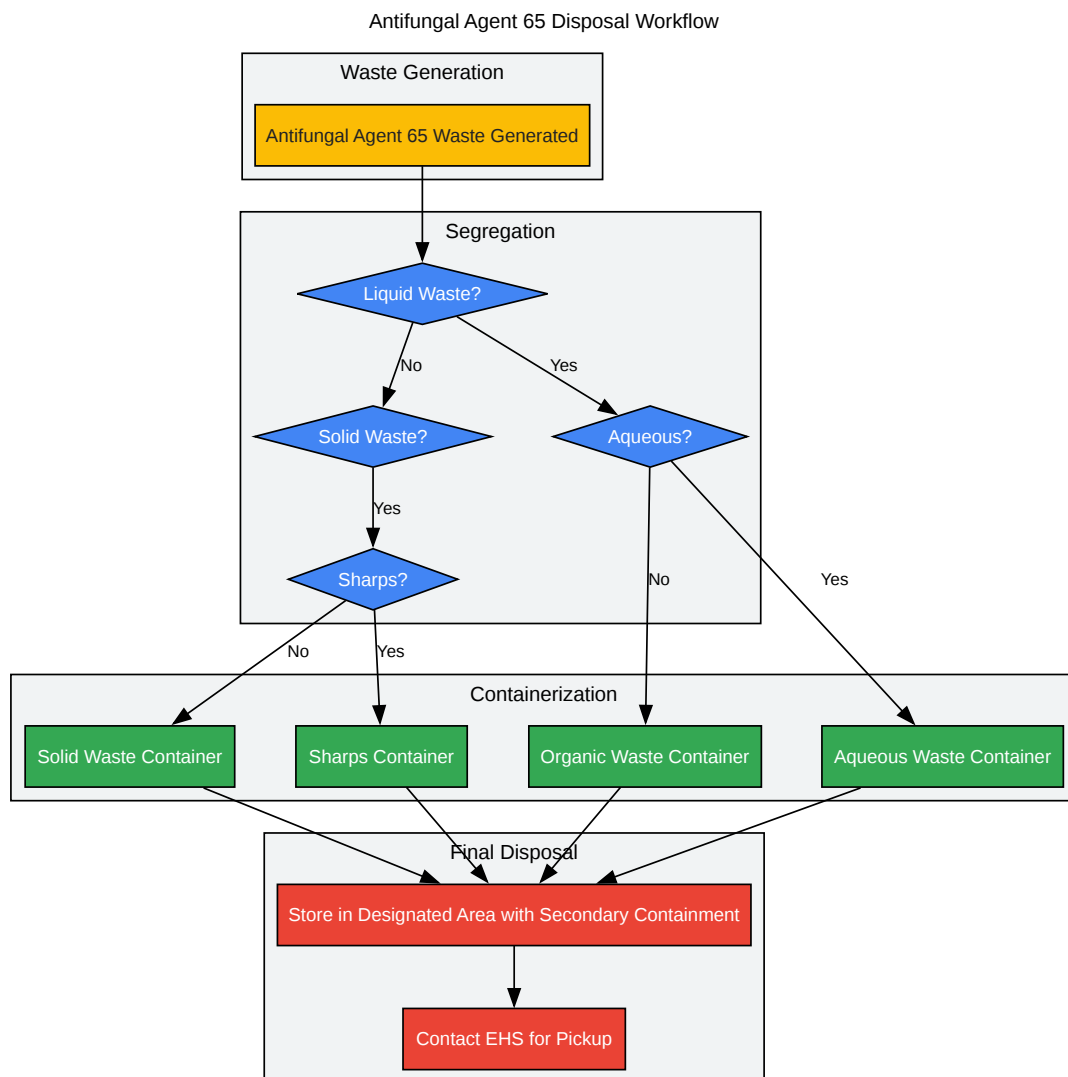 Antifungal Agent 65 Disposal Workflow
Waste Generation
Antifungal Agent 65 Waste Generated
Segregation
Liquid Waste?
No
Yes
Solid Waste?
Aqueous?
Yes
Sharps?
No
Yes
No
Yes
Containerization
Solid Waste Container
Sharps Container
Organic Waste Container
Aqueous Waste Container
Final Disposal
Store in Designated Area with Secondary Containment
Contact EHS for Pickup